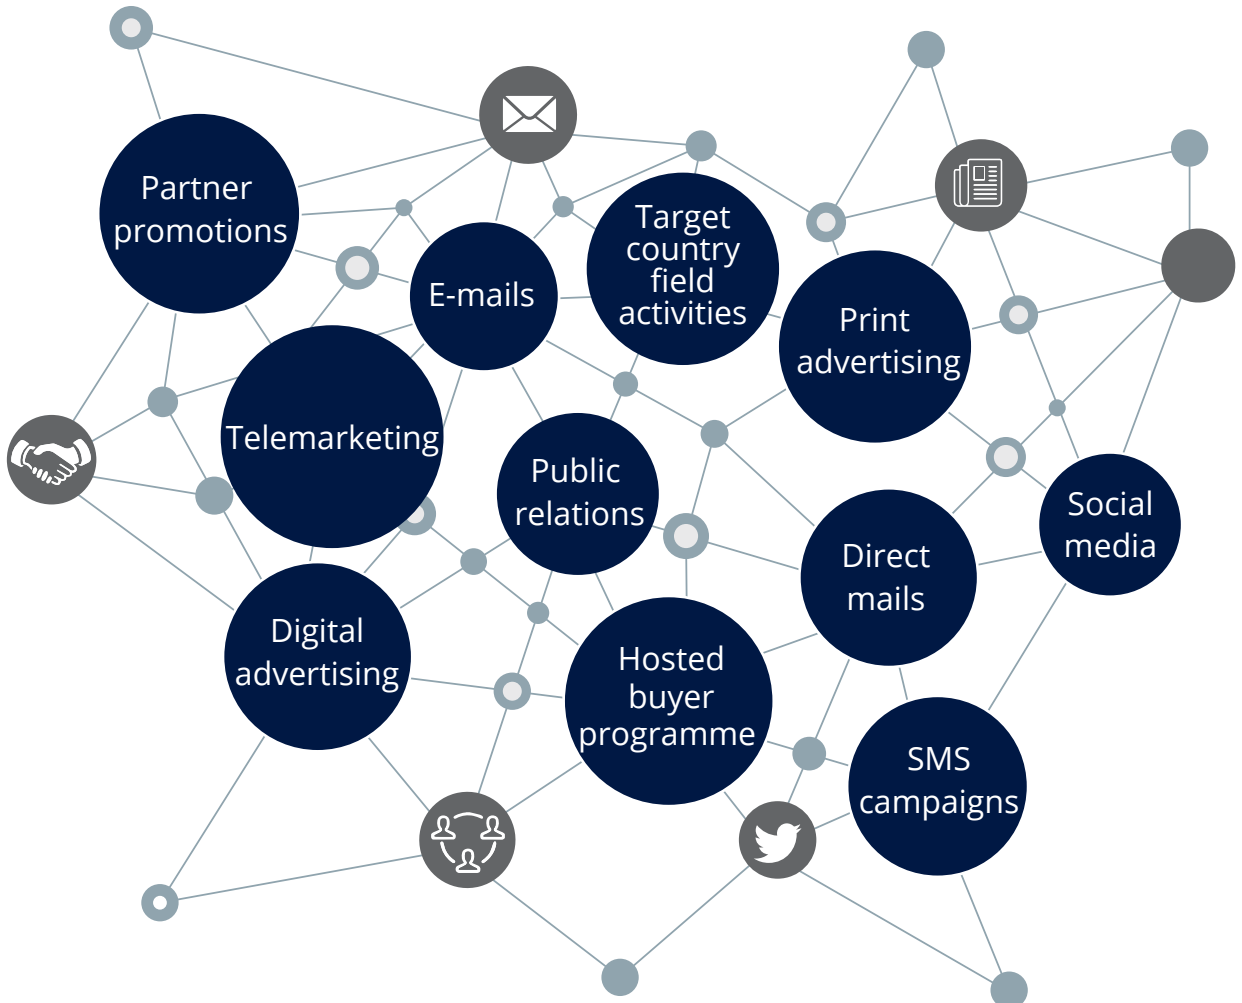 Partner
promotions
E-mails
Target
country
field
activities
Print
advertising
Telemarketing
Public
relations
Social
media
Direct
mails
Digital
advertising
Hosted
buyer
programme
SMS
campaigns